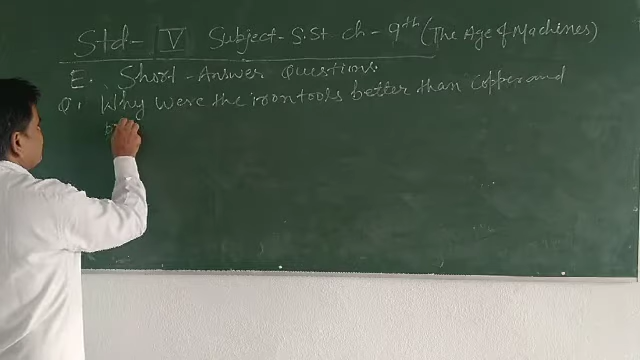 Std- V Subject- S.St ch- 9th (The Age of Machines)
E. Short-Answer Questions.
Q1. Why were the iron tools better than copper and